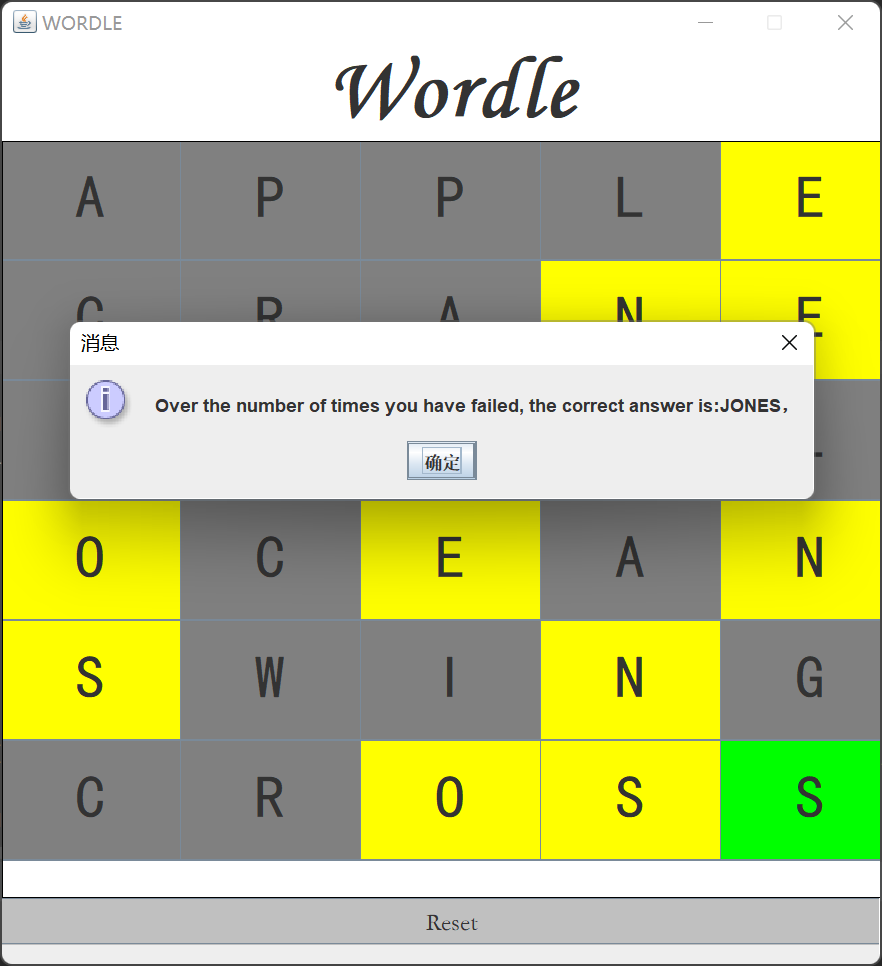 WORDLE
Wordle
A P P L E
C R A N E
消息
Over the number of times you have failed, the correct answer is:JONES，
确定
O C E A N
S W I N G
C R O S S
Reset